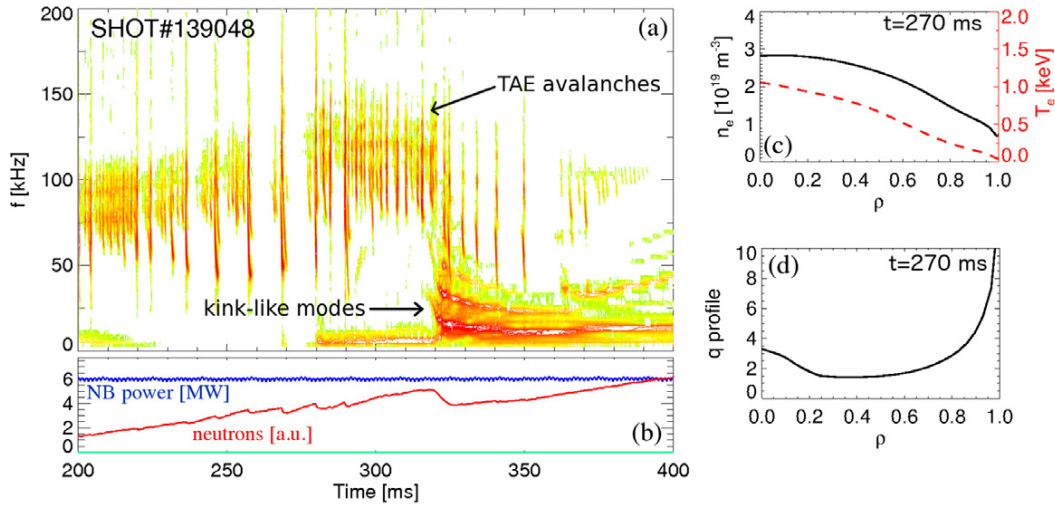 SHOT#139048
(a)
200
150
100
50
0
f [kHz]
TAE avalanches
kink-like modes
6
4
2
0
NB power [MW]
neutrons [a.u.]
(b)
200 250 300 350 400
Time [ms]
t=270 ms
4
3
2
1
0
n_e [10^19 m^-3]
2.0
1.5
1.0
0.5
0.0
T_e [keV]
(c)
0.0 0.2 0.4 0.6 0.8 1.0
ρ
(d)
t=270 ms
10
8
6
4
2
0
q profile
0.0 0.2 0.4 0.6 0.8 1.0
ρ